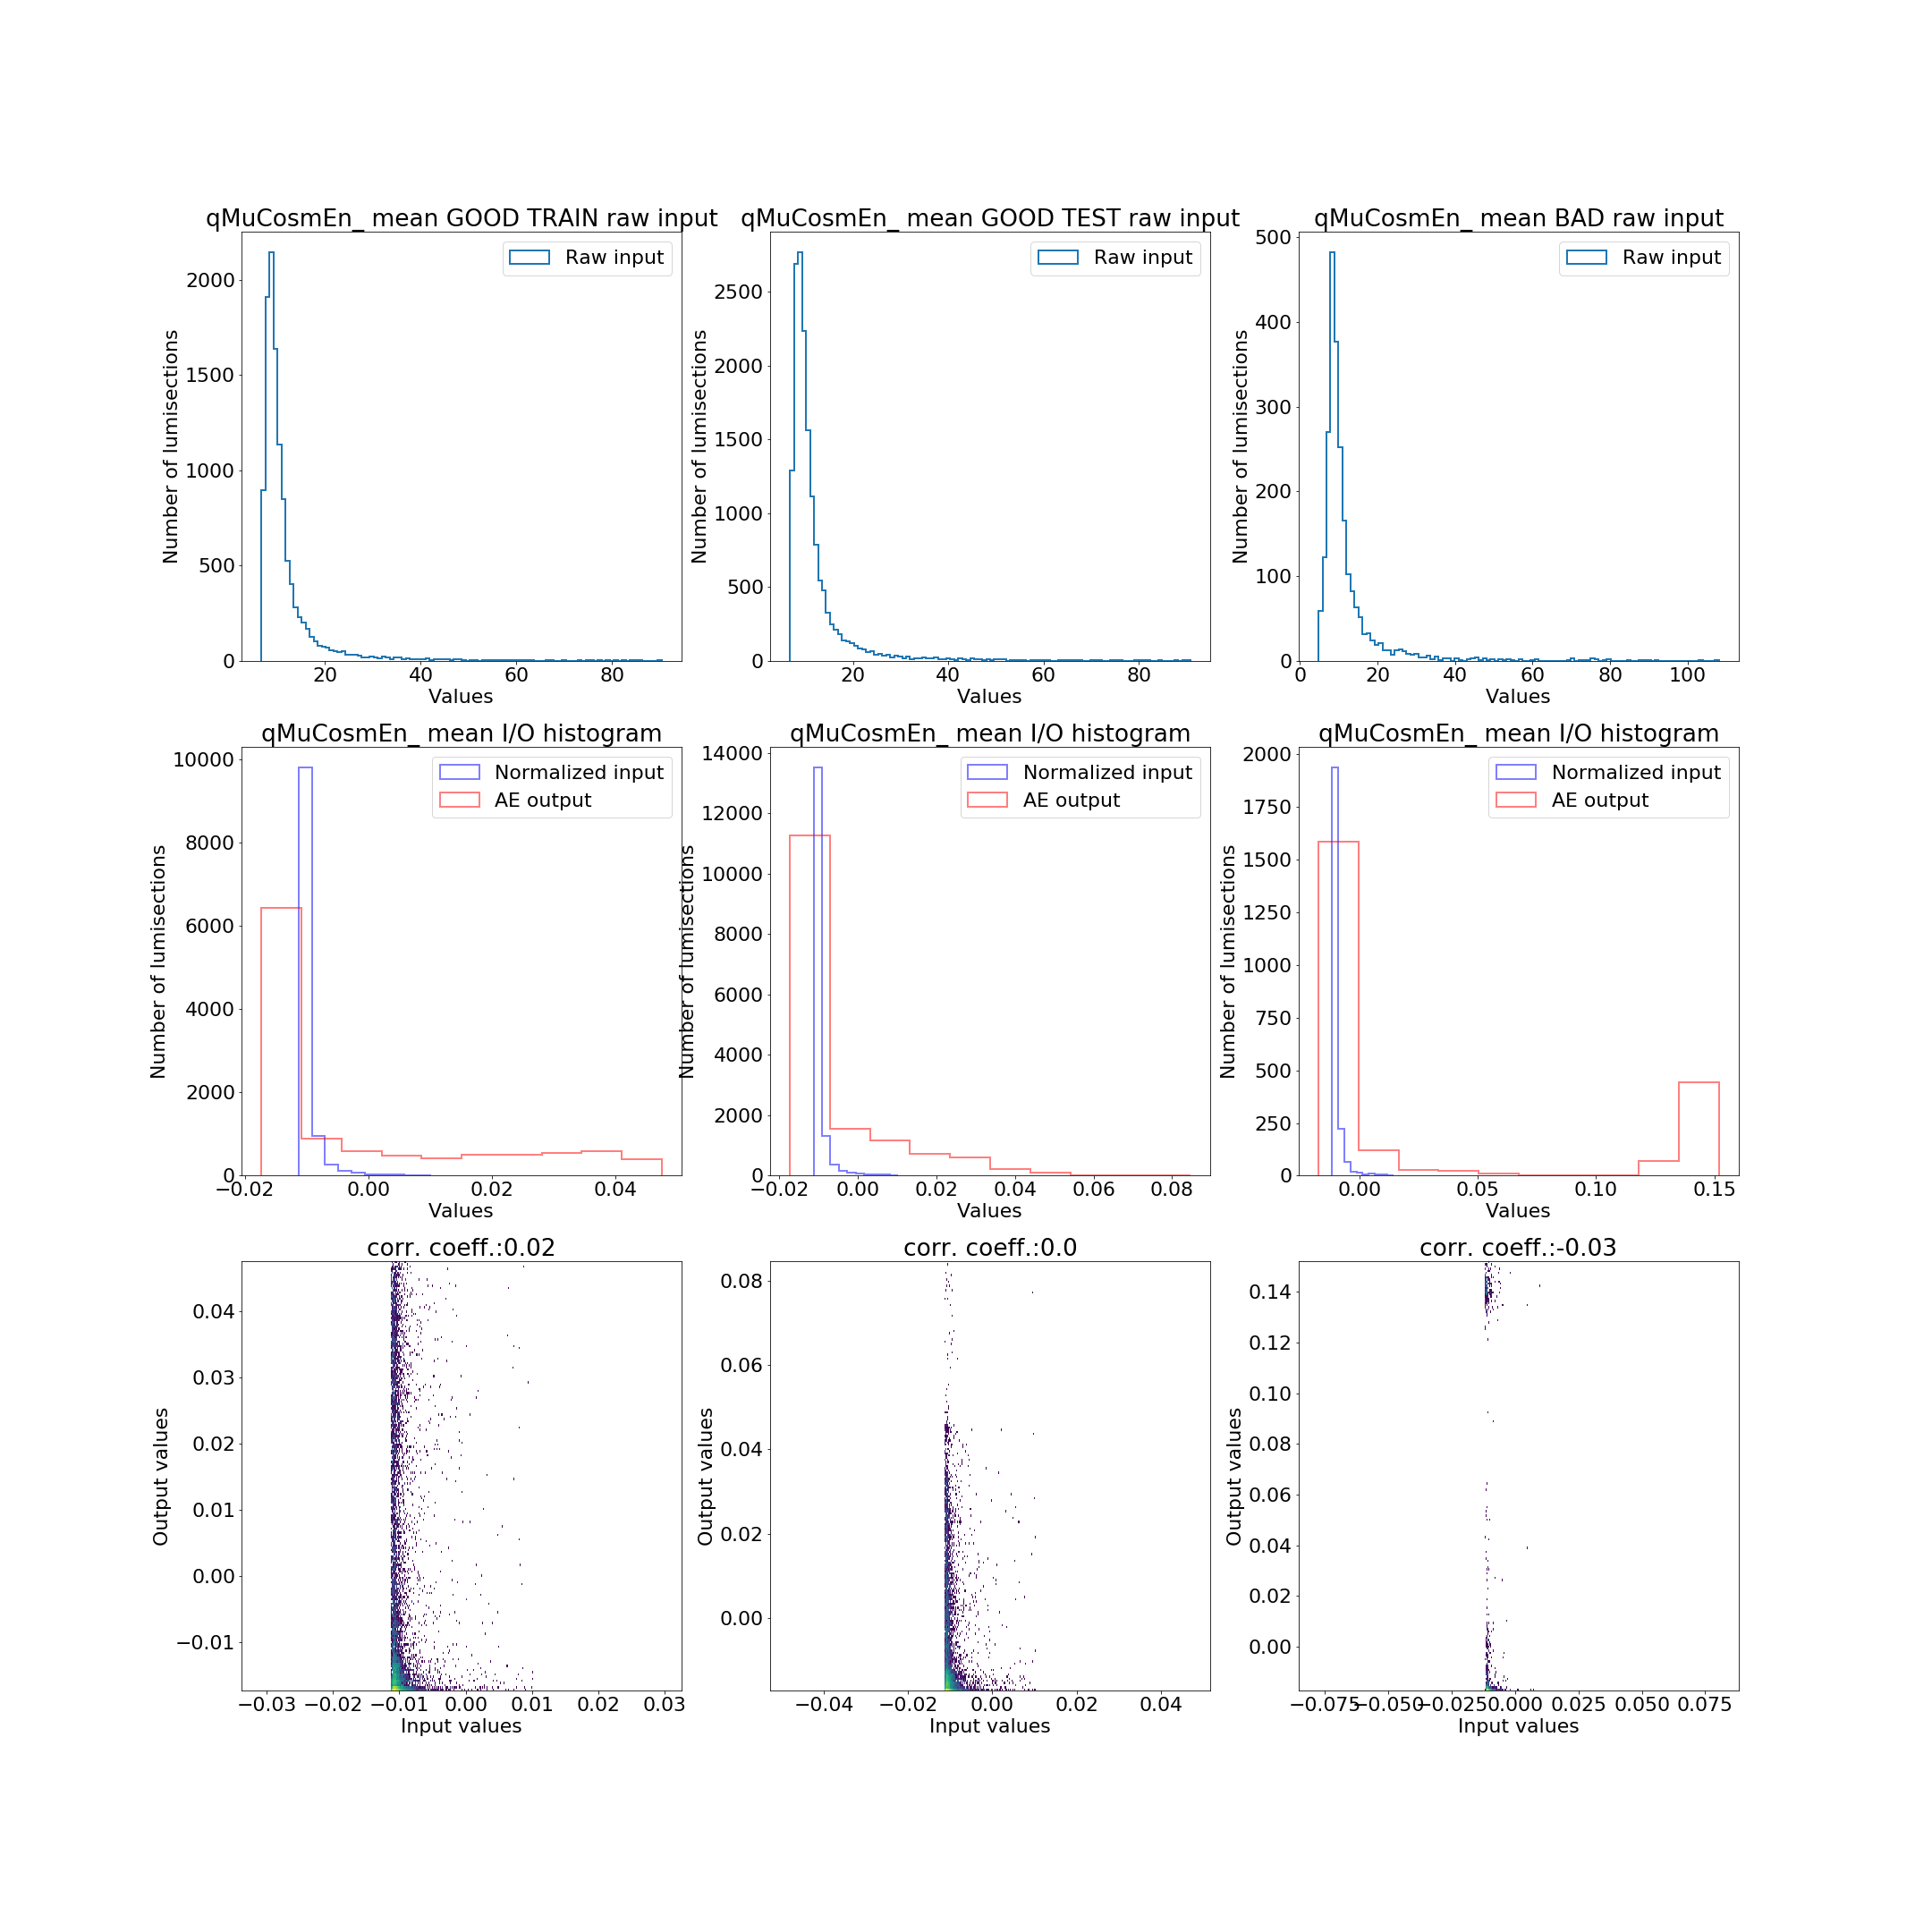 qMuCosmEn_ mean GOOD TRAIN raw input
Raw input
Number of lumisections
2000
1500
1000
500
0
20
40
60
80
Values
qMuCosmEn_ mean GOOD TEST raw input
Raw input
Number of lumisections
2500
2000
1500
1000
500
0
20
40
60
80
Values
qMuCosmEn_ mean BAD raw input
Raw input
Number of lumisections
500
400
300
200
100
0
0
20
40
60
80
100
Values
qMuCosmEn_ mean I/O histogram
Normalized input
AE output
Number of lumisections
10000
8000
6000
4000
2000
0
−0.02
0.00
0.02
0.04
Values
qMuCosmEn_ mean I/O histogram
Normalized input
AE output
Number of lumisections
14000
12000
10000
8000
6000
4000
2000
0
−0.02
0.00
0.02
0.04
0.06
0.08
Values
qMuCosmEn_ mean I/O histogram
Normalized input
AE output
Number of lumisections
2000
1750
1500
1250
1000
750
500
250
0
0.00
0.05
0.10
0.15
Values
corr. coeff.:0.02
Output values
0.04
0.03
0.02
0.01
0.00
−0.01
−0.03
−0.02
−0.01
0.00
0.01
0.02
0.03
Input values
corr. coeff.:0.0
Output values
0.08
0.06
0.04
0.02
0.00
−0.04
−0.02
0.00
0.02
0.04
Input values
corr. coeff.:-0.03
Output values
0.14
0.12
0.10
0.08
0.06
0.04
0.02
0.00
−0.075
−0.050
−0.025
0.000
0.025
0.050
0.075
Input values